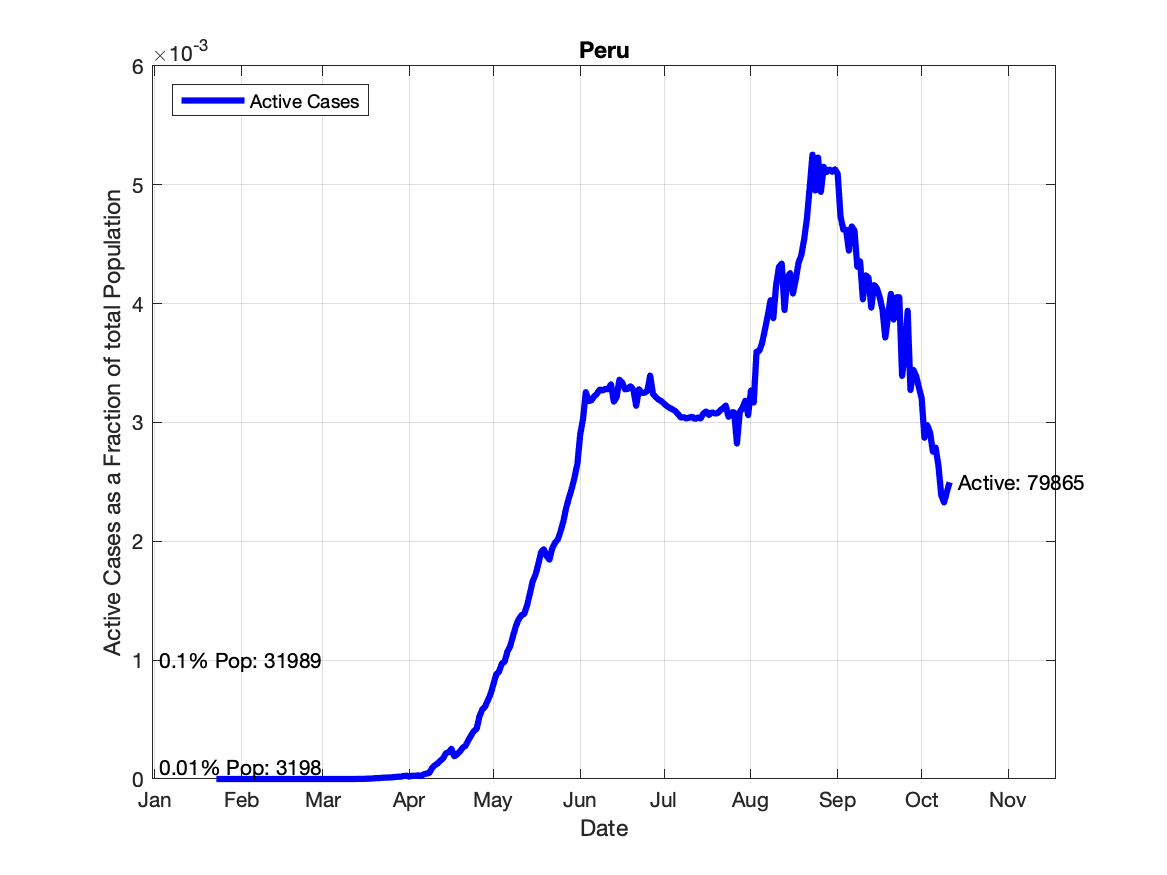 Peru
×10-3
Active Cases
6
5
4
3
2
1
0
Active Cases as a Fraction of total Population
Active: 79865
0.1% Pop: 31989
0.01% Pop: 3198
Jan Feb Mar Apr May Jun Jul Aug Sep Oct Nov
Date